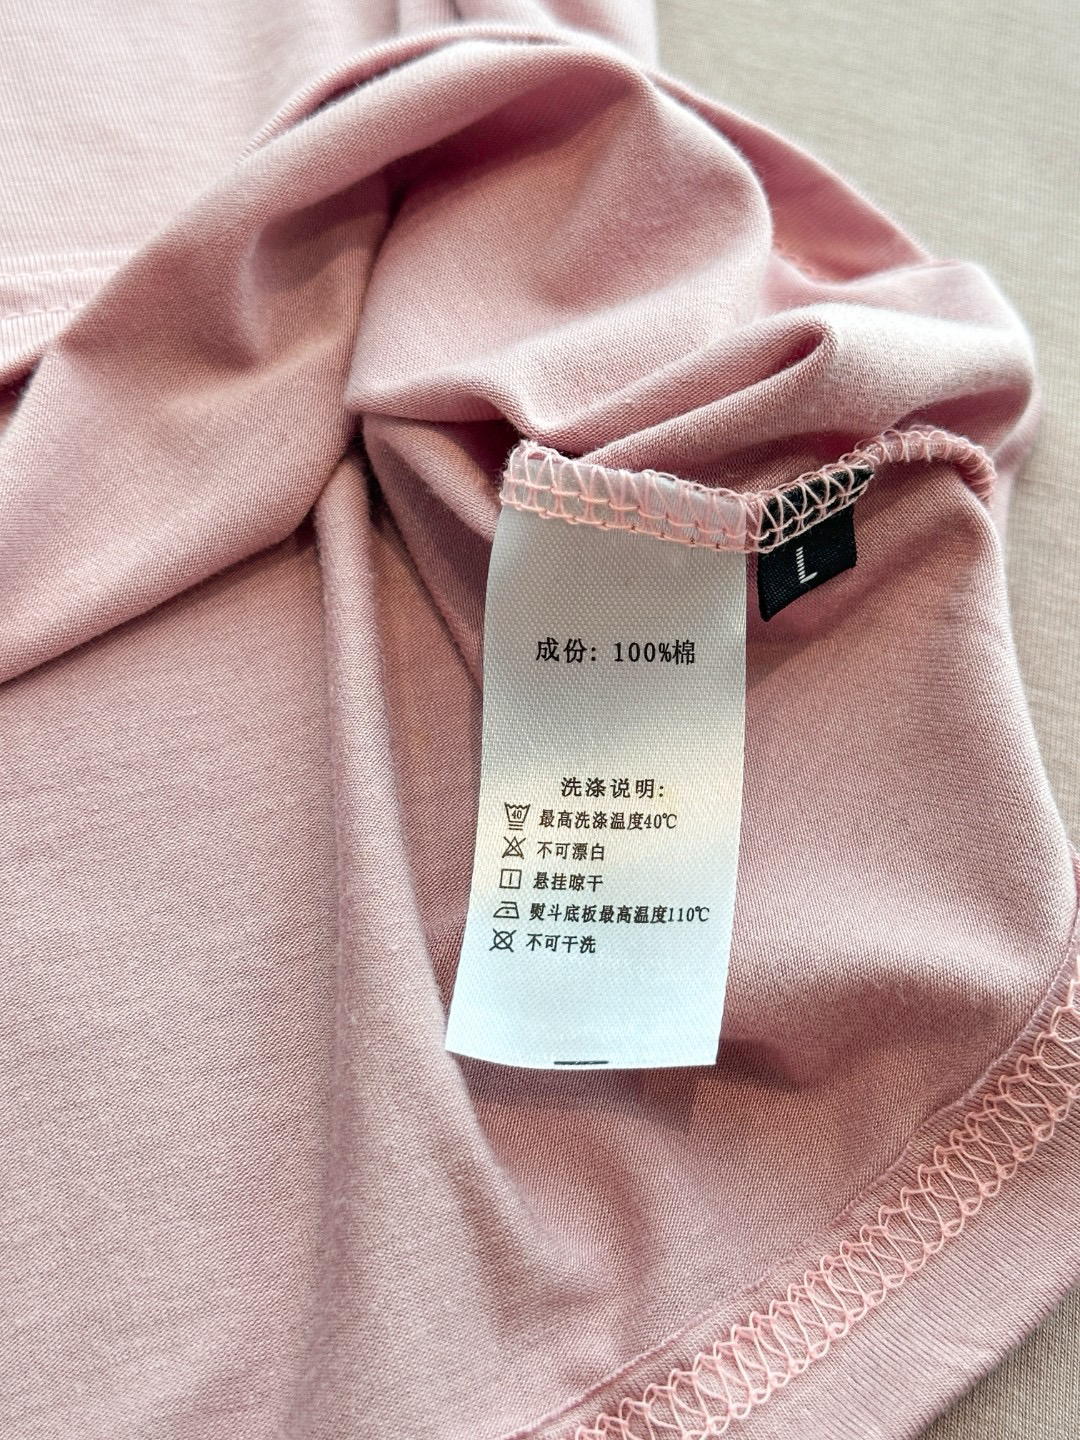 L
成份: 100%棉
洗涤说明:
40 最高洗涤温度40℃
不可漂白
悬挂晾干
熨斗底板最高温度110℃
不可干洗